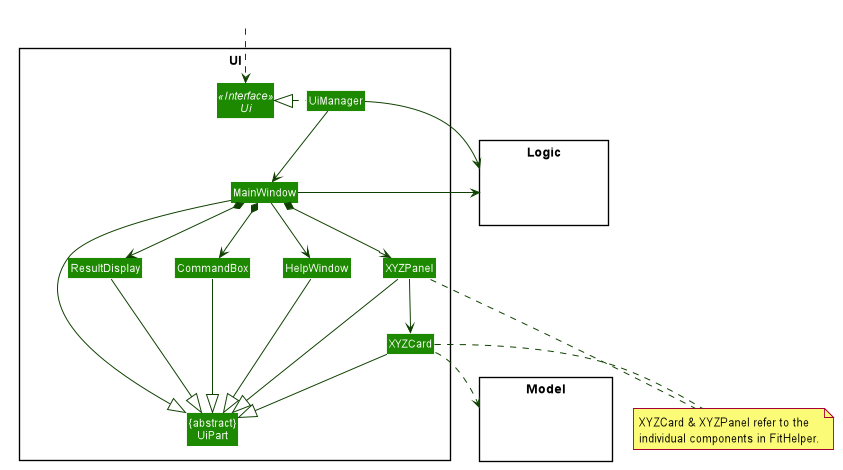 UI
«Interface»
Ui
UiManager
Logic
MainWindow
ResultDisplay
CommandBox
HelpWindow
XYZPanel
XYZCard
Model
{abstract}
UiPart
XYZCard & XYZPanel refer to the
individual components in FitHelper.